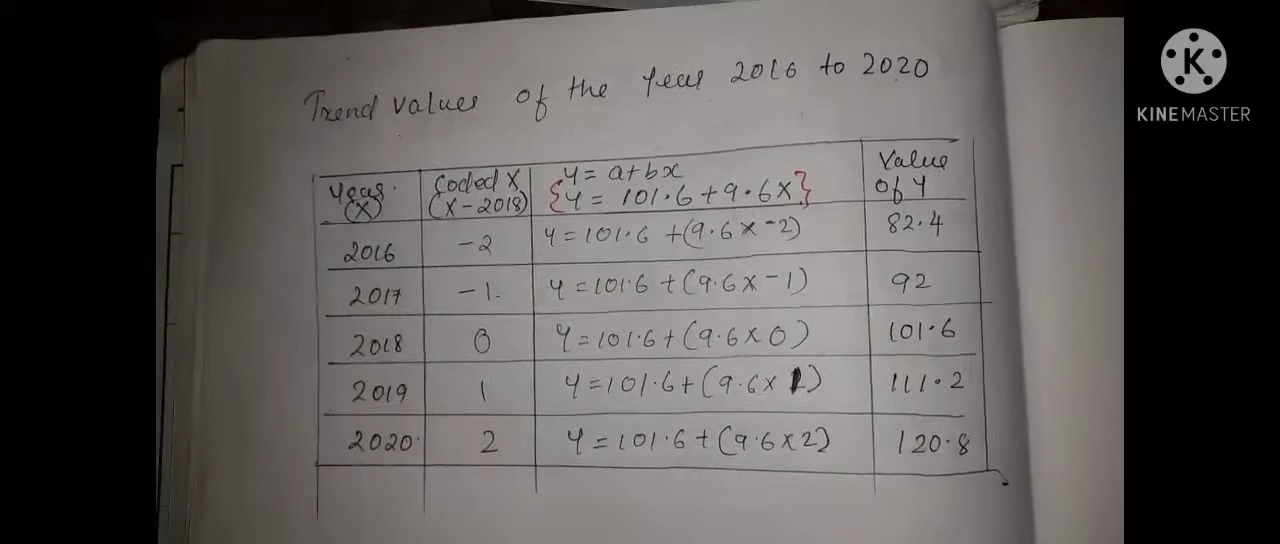 Trend values of the Year 2016 to 2020
Year (X) | Coded X (X-2018) | Y = a+bx {Y = 101.6+9.6X} | Value of Y
2016 | -2 | Y = 101.6 + (9.6 x -2) | 82.4
2017 | -1 | Y = 101.6 + (9.6 x -1) | 92
2018 | 0 | Y = 101.6 + (9.6 x 0) | 101.6
2019 | 1 | Y = 101.6 + (9.6 x 1) | 111.2
2020 | 2 | Y = 101.6 + (9.6 x 2) | 120.8
K
KINEMASTER